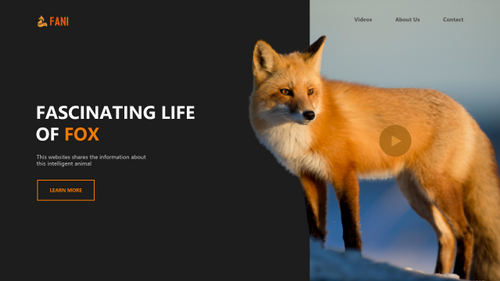 FANI
Videos
About Us
Contact
FASCINATING LIFE
OF FOX
This websites shares the information about
this intelligent animal
LEARN MORE